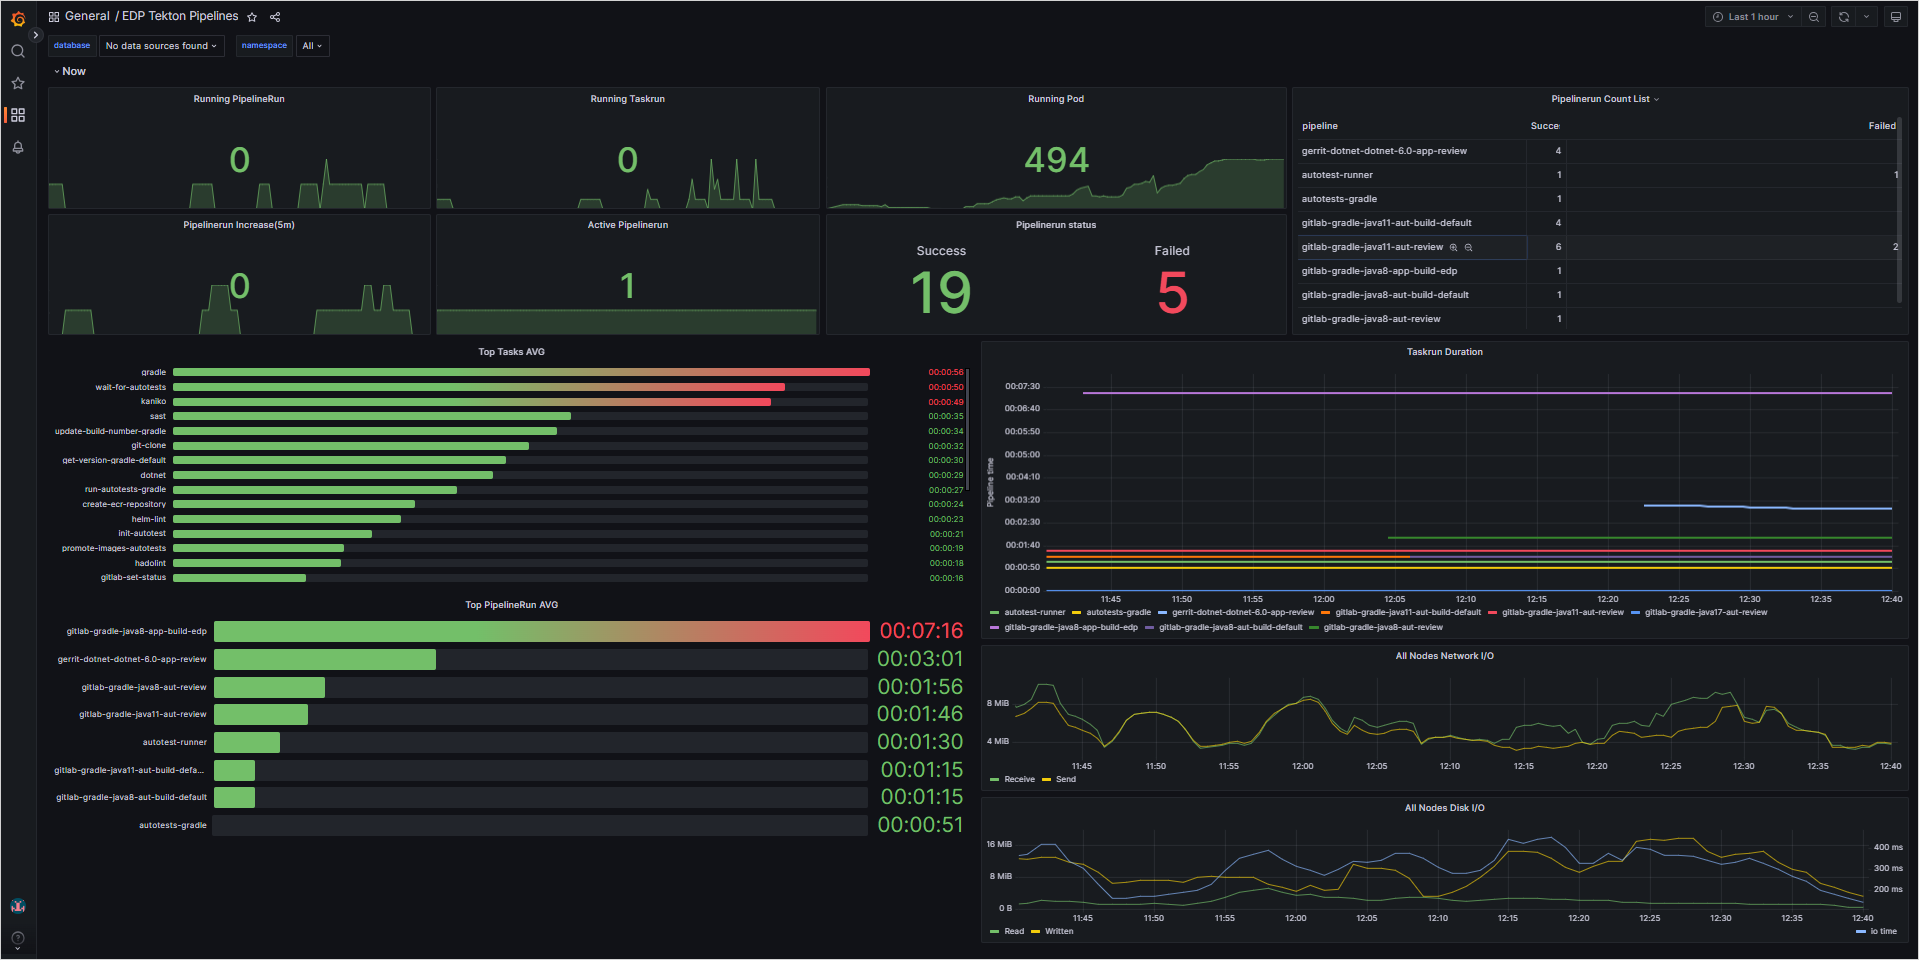 General / EDP Tekton Pipelines
Last 1 hour
database No data sources found namespace All
Now
Running PipelineRun
0
Running Taskrun
0
Running Pod
494
Pipelinerun Count List
pipeline Succe: Failed
gerrit-dotnet-dotnet-6.0-app-review 4
autotest-runner 1 1
autotests-gradle 1
gitlab-gradle-java11-aut-build-default 4
gitlab-gradle-java11-aut-review 6 2
gitlab-gradle-java8-app-build-edp 1
gitlab-gradle-java8-aut-build-default 1
gitlab-gradle-java8-aut-review 1
Pipelinerun Increase(5m)
0
Active Pipelinerun
1
Pipelinerun status
Success Failed
19 5
Top Tasks AVG
gradle 00:00:56
wait-for-autotests 00:00:50
kaniko 00:00:49
sast 00:00:35
update-build-number-gradle 00:00:34
git-clone 00:00:32
get-version-gradle-default 00:00:30
dotnet 00:00:29
run-autotests-gradle 00:00:27
create-ecr-repository 00:00:24
helm-lint 00:00:23
init-autotest 00:00:21
promote-images-autotests 00:00:19
hadolint 00:00:18
gitlab-set-status 00:00:16
Top PipelineRun AVG
gitlab-gradle-java8-app-build-edp 00:07:16
gerrit-dotnet-dotnet-6.0-app-review 00:03:01
gitlab-gradle-java8-aut-review 00:01:56
gitlab-gradle-java11-aut-review 00:01:46
autotest-runner 00:01:30
gitlab-gradle-java11-aut-build-defa... 00:01:15
gitlab-gradle-java8-aut-build-default 00:01:15
autotests-gradle 00:00:51
Taskrun Duration
Pipeline time
00:07:30
00:06:40
00:05:50
00:05:00
00:04:10
00:03:20
00:02:30
00:01:40
00:00:50
00:00:00
11:45 11:50 11:55 12:00 12:05 12:10 12:15 12:20 12:25 12:30 12:35 12:40
autotest-runner autotests-gradle gerrit-dotnet-dotnet-6.0-app-review gitlab-gradle-java11-aut-build-default gitlab-gradle-java11-aut-review gitlab-gradle-java17-aut-review
gitlab-gradle-java8-app-build-edp gitlab-gradle-java8-aut-build-default gitlab-gradle-java8-aut-review
All Nodes Network I/O
8 MiB
4 MiB
11:45 11:50 11:55 12:00 12:05 12:10 12:15 12:20 12:25 12:30 12:35 12:40
Receive Send
All Nodes Disk I/O
16 MiB 400 ms
300 ms
8 MiB
200 ms
0 B
11:45 11:50 11:55 12:00 12:05 12:10 12:15 12:20 12:25 12:30 12:35 12:40
Read Written io time